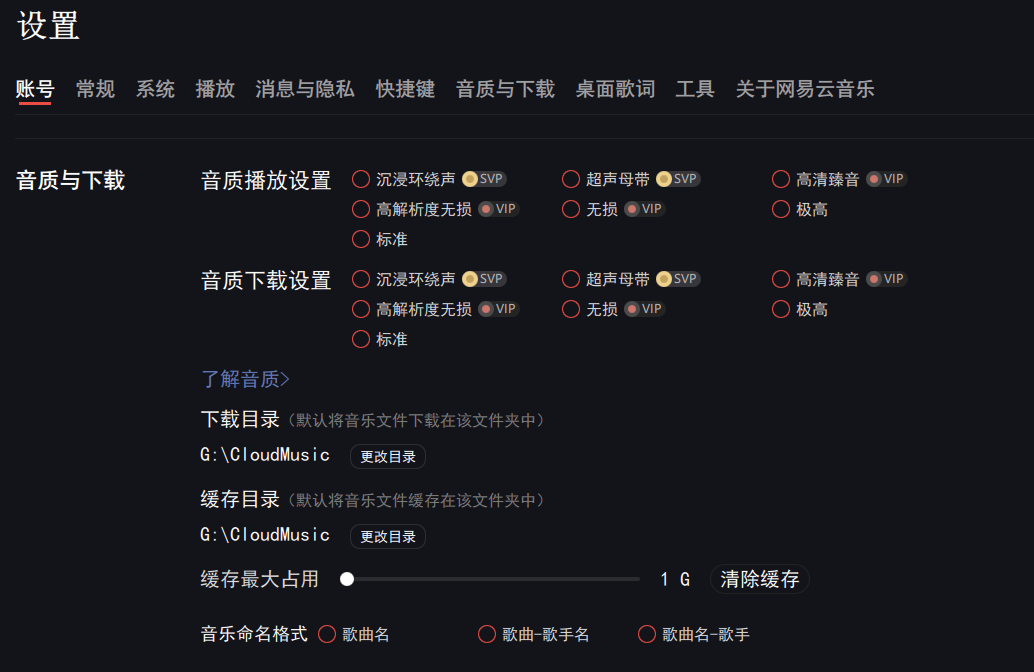 设置
账号 常规 系统 播放 消息与隐私 快捷键 音质与下载 桌面歌词 工具 关于网易云音乐
音质与下载 音质播放设置 沉浸环绕声 SVP 超声母带 SVP 高清臻音 VIP
高解析度无损 VIP 无损 VIP 极高
标准
音质下载设置 沉浸环绕声 SVP 超声母带 SVP 高清臻音 VIP
高解析度无损 VIP 无损 VIP 极高
标准
了解音质>
下载目录（默认将音乐文件下载在该文件夹中）
G:\CloudMusic 更改目录
缓存目录（默认将音乐文件缓存在该文件夹中）
G:\CloudMusic 更改目录
缓存最大占用 1 G 清除缓存
音乐命名格式 歌曲名 歌曲-歌手名 歌曲名-歌手